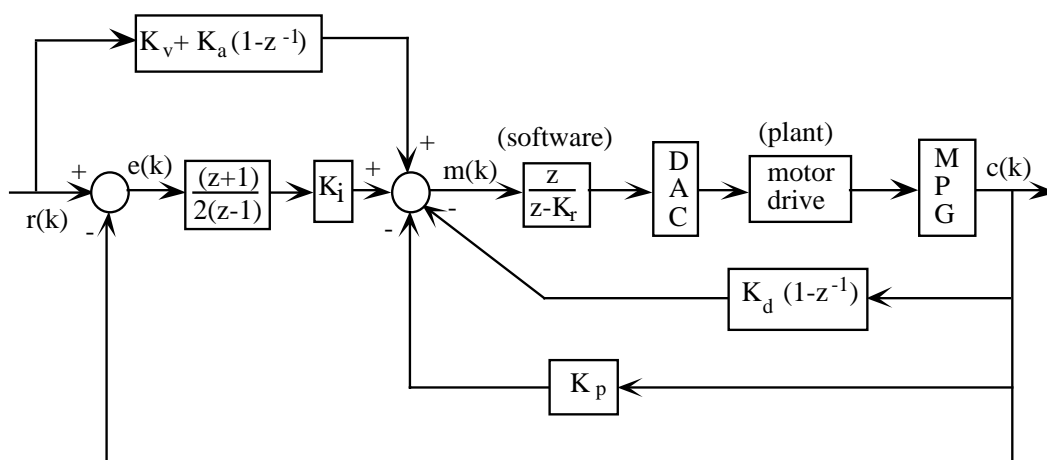 K_v + K_a (1-z^-1)
+
(software)
(plant)
+
e(k)
(z+1)
2(z-1)
K_i
+
m(k)
z
z-K_r
D
A
C
motor
drive
M
P
G
c(k)
r(k)
-
-
-
K_d (1-z^-1)
K_p